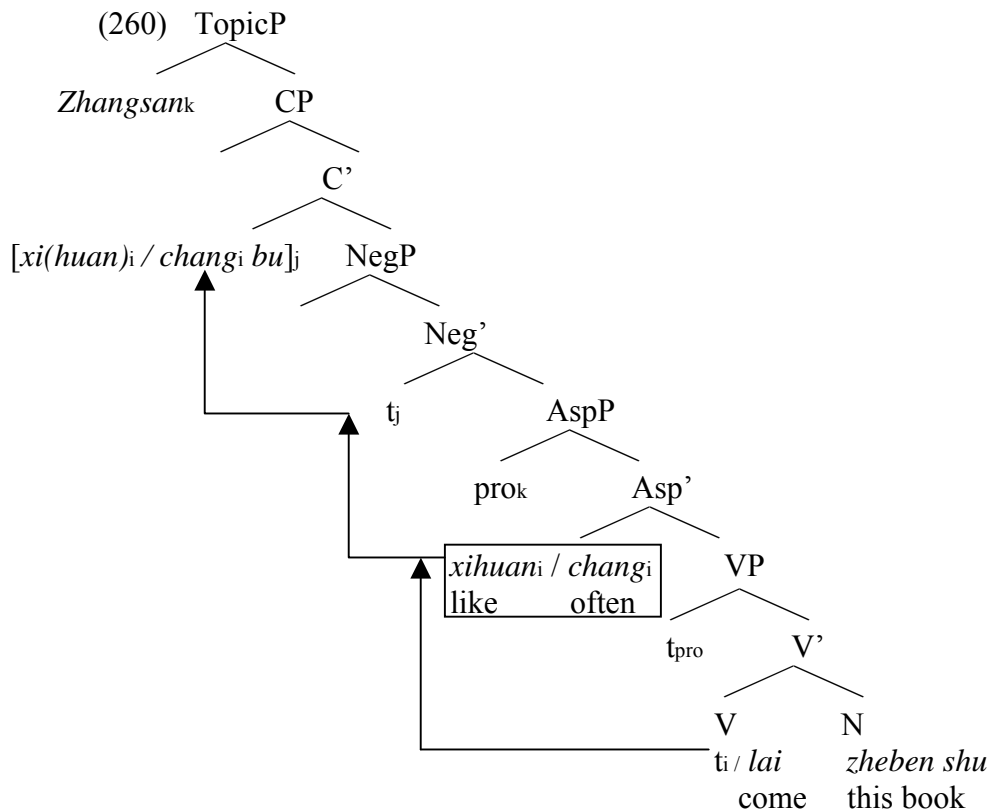 (260) TopicP
Zhangsank CP
C’
[xi(huan)i / changi bu]j NegP
Neg’
tj AspP
prok Asp’
xihuani / changi VP
like often
tpro V’
V N
ti / lai zheben shu
come this book